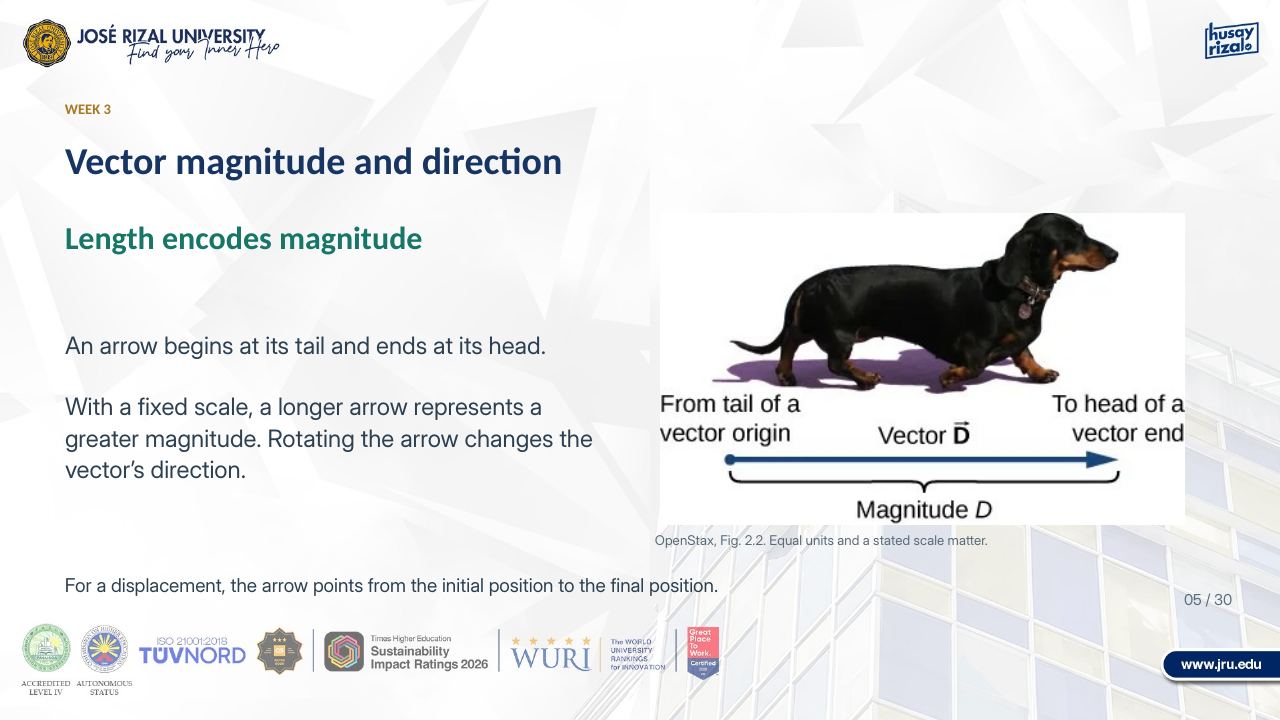 JOSÉ RIZAL UNIVERSITY
Find your Inner Hero
husay
rizal
WEEK 3
Vector magnitude and direction
Length encodes magnitude
An arrow begins at its tail and ends at its head.
With a fixed scale, a longer arrow represents a
greater magnitude. Rotating the arrow changes the
vector’s direction.
From tail of a
vector origin
Vector D⃗
To head of a
vector end
Magnitude D
OpenStax, Fig. 2.2. Equal units and a stated scale matter.
For a displacement, the arrow points from the initial position to the final position.
05 / 30
ACCREDITED
LEVEL IV
AUTONOMOUS
STATUS
ISO 21001:2018
TÜVNORD
Times Higher Education
Sustainability
Impact Ratings 2026
WURI
The WORLD
UNIVERSITY
RANKINGS
for INNOVATION
Great
Place
To
Work.
Certified
www.jru.edu